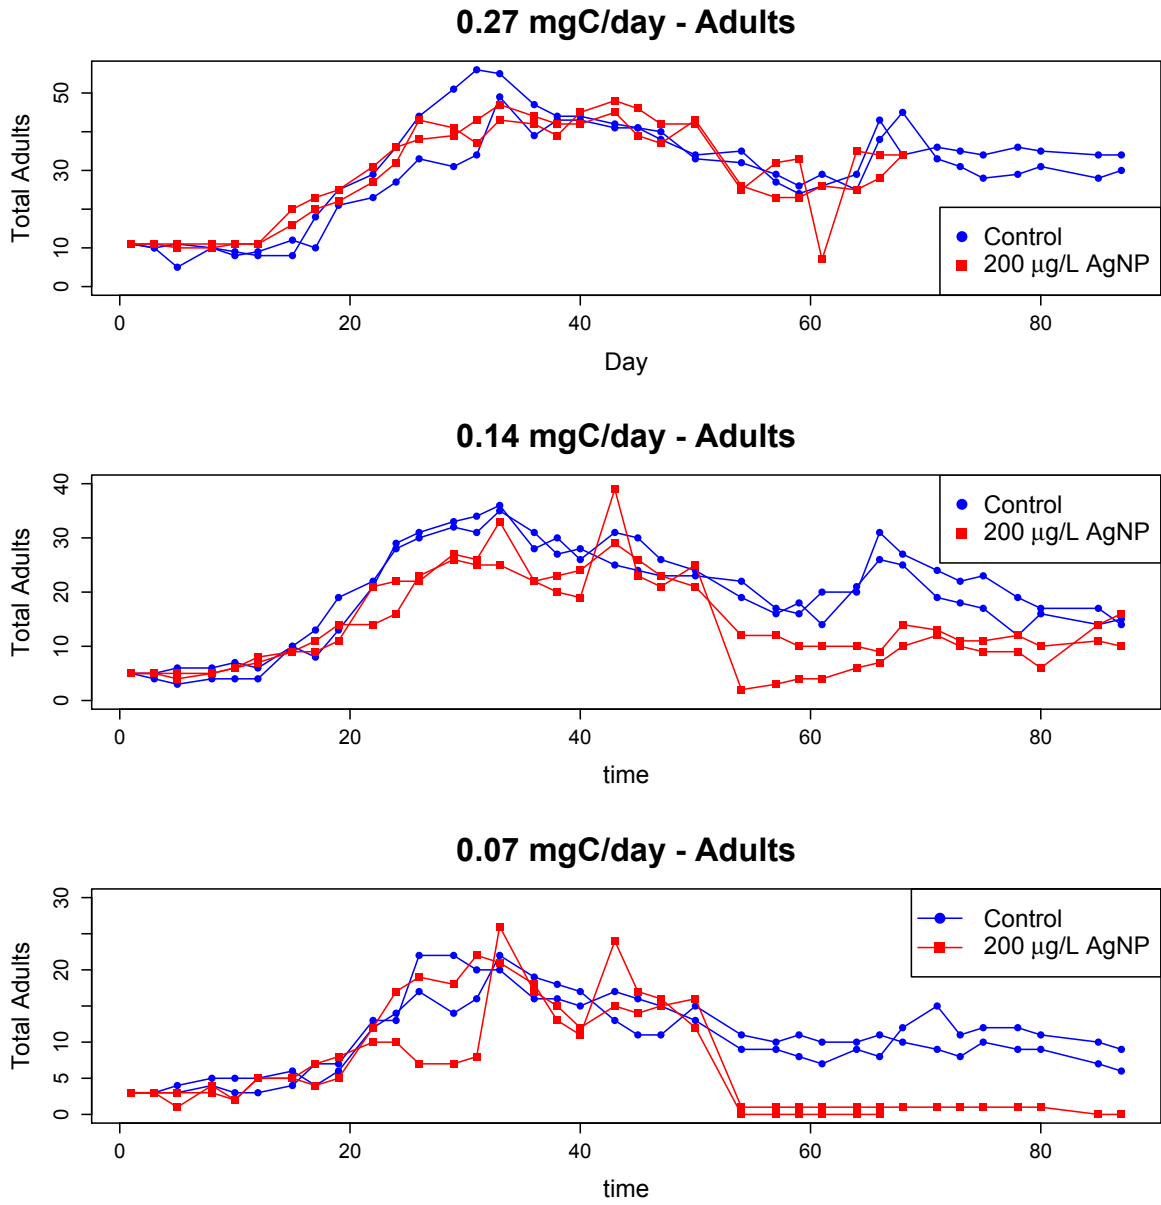 0.27 mgC/day - Adults
Total Adults
50
30
10
0
0 20 40 60 80
Day
Control
200 μg/L AgNP
0.14 mgC/day - Adults
Total Adults
40
30
20
10
0
0 20 40 60 80
time
Control
200 μg/L AgNP
0.07 mgC/day - Adults
Total Adults
30
20
10
5
0
0 20 40 60 80
time
Control
200 μg/L AgNP